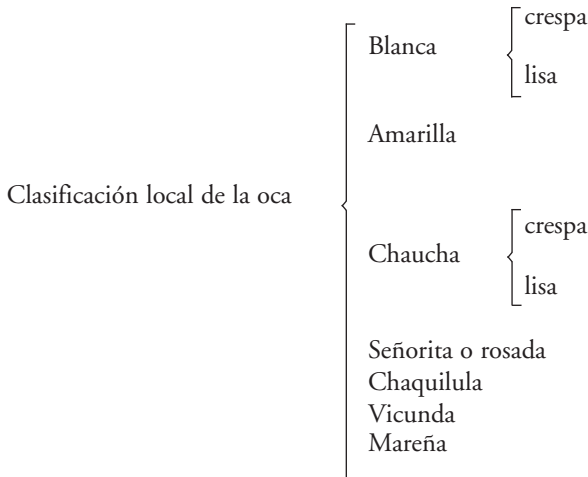 Clasificación local de la oca
Blanca
crespa
lisa
Amarilla
Chaucha
crespa
lisa
Señorita o rosada
Chaquilula
Vicunda
Mareña